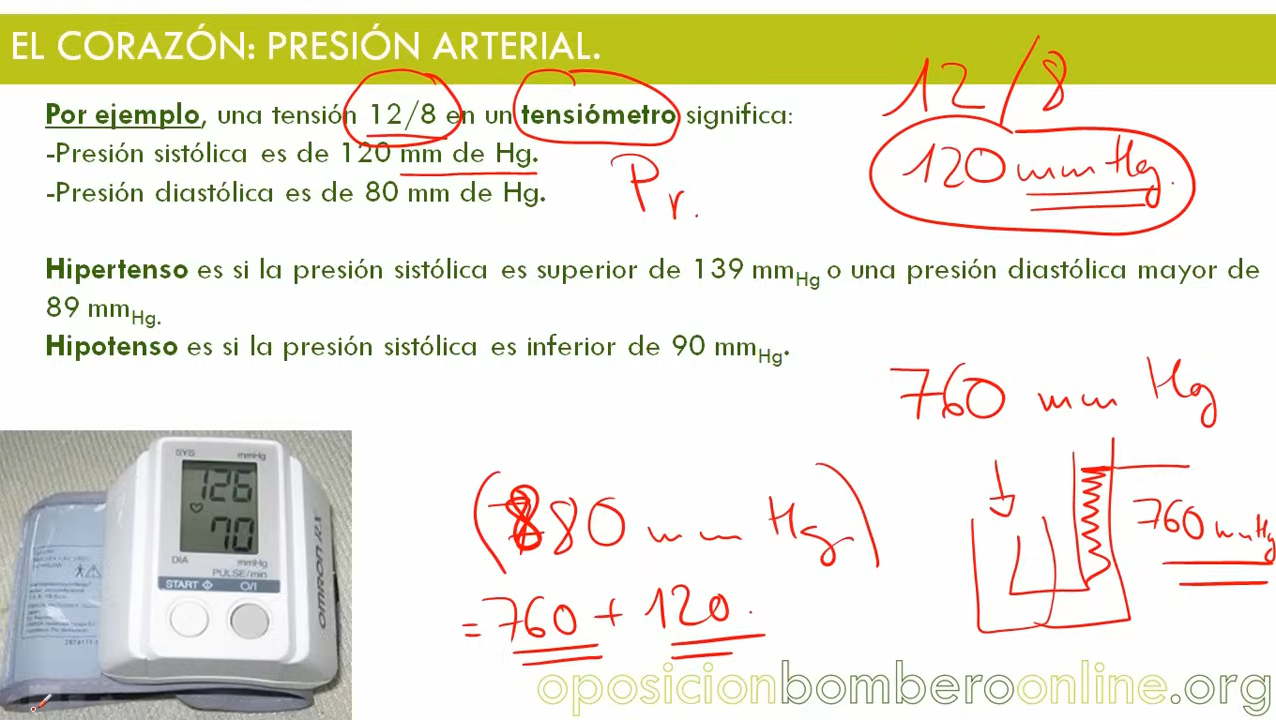 EL CORAZÓN: PRESIÓN ARTERIAL.
12/8
Por ejemplo, una tensión 12/8 en un tensiómetro significa:
-Presión sistólica es de 120 mm de Hg.
120 mm Hg.
-Presión diastólica es de 80 mm de Hg.
Pr.
Hipertenso es si la presión sistólica es superior de 139 mmHg o una presión diastólica mayor de
89 mmHg.
Hipotenso es si la presión sistólica es inferior de 90 mmHg.
760 mm Hg
SYS mmHg
126
70
DIA mmHg
PULSE/min
START O/I
OMRON RX
(880 mm Hg)
= 760 + 120.
760 mm Hg
oposicionbomberoonline.org